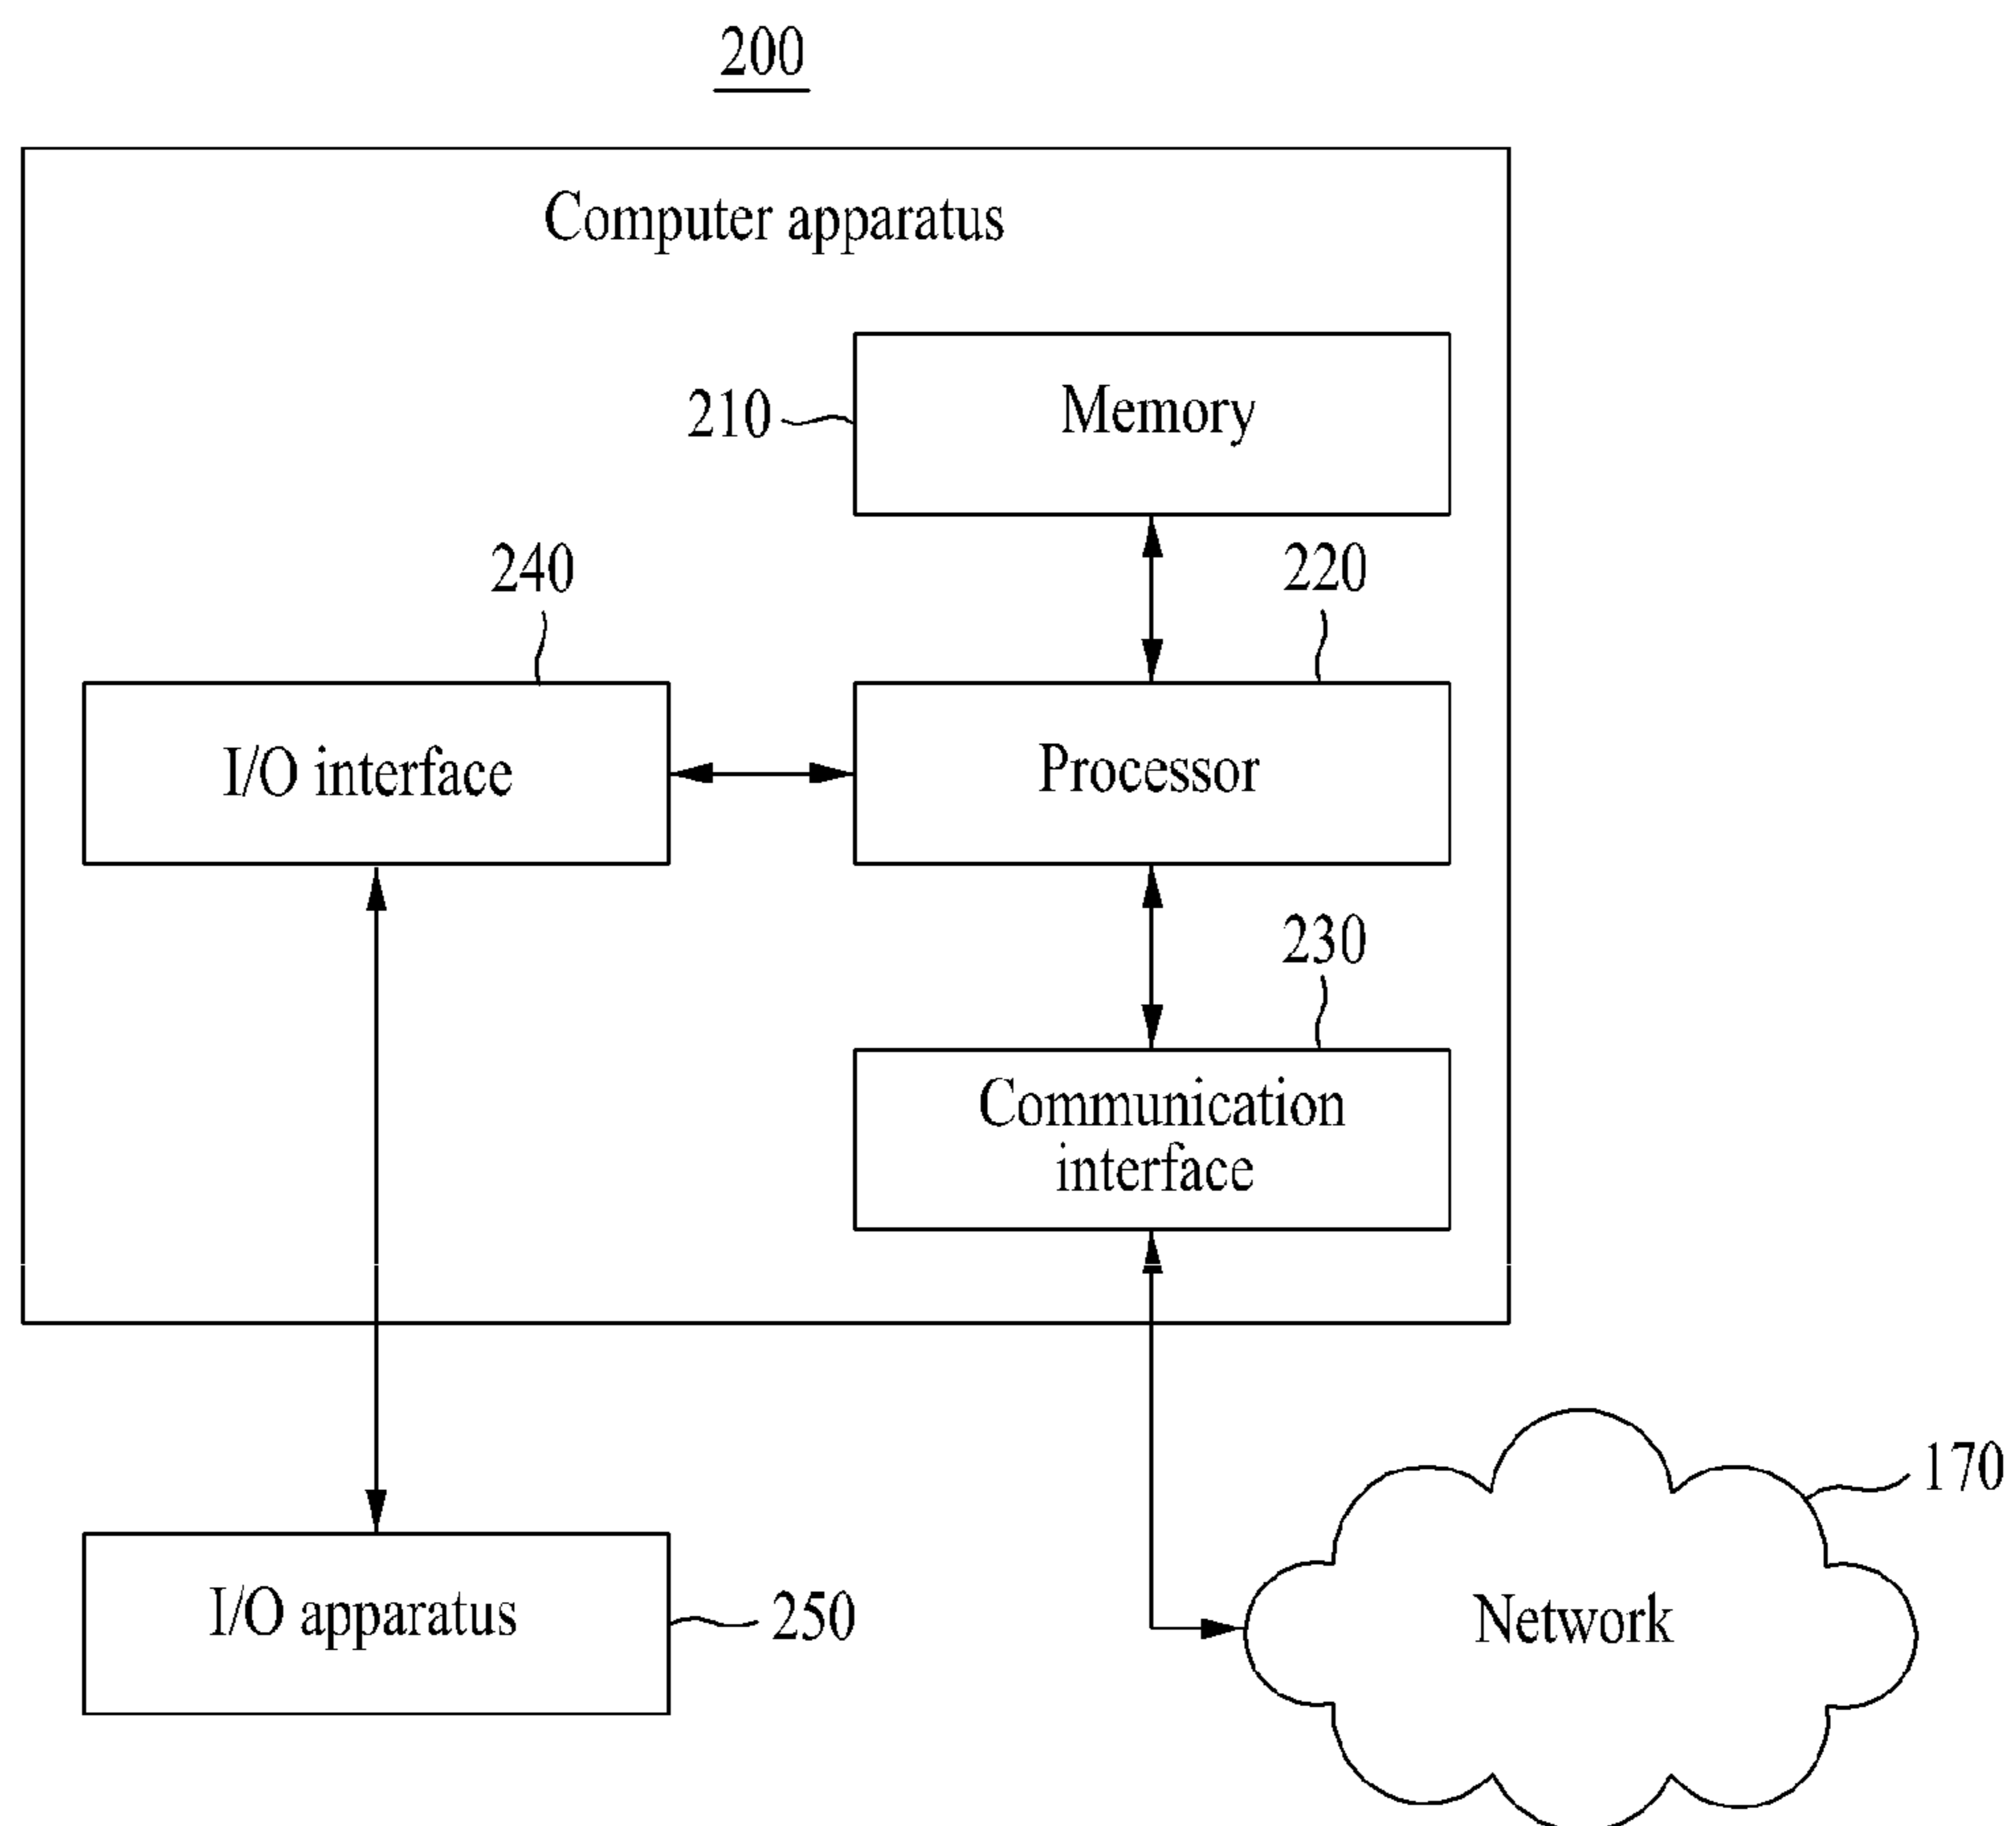 200
Computer apparatus
210
Memory
240
220
I/O interface
Processor
230
Communication
interface
170
I/O apparatus
250
Network